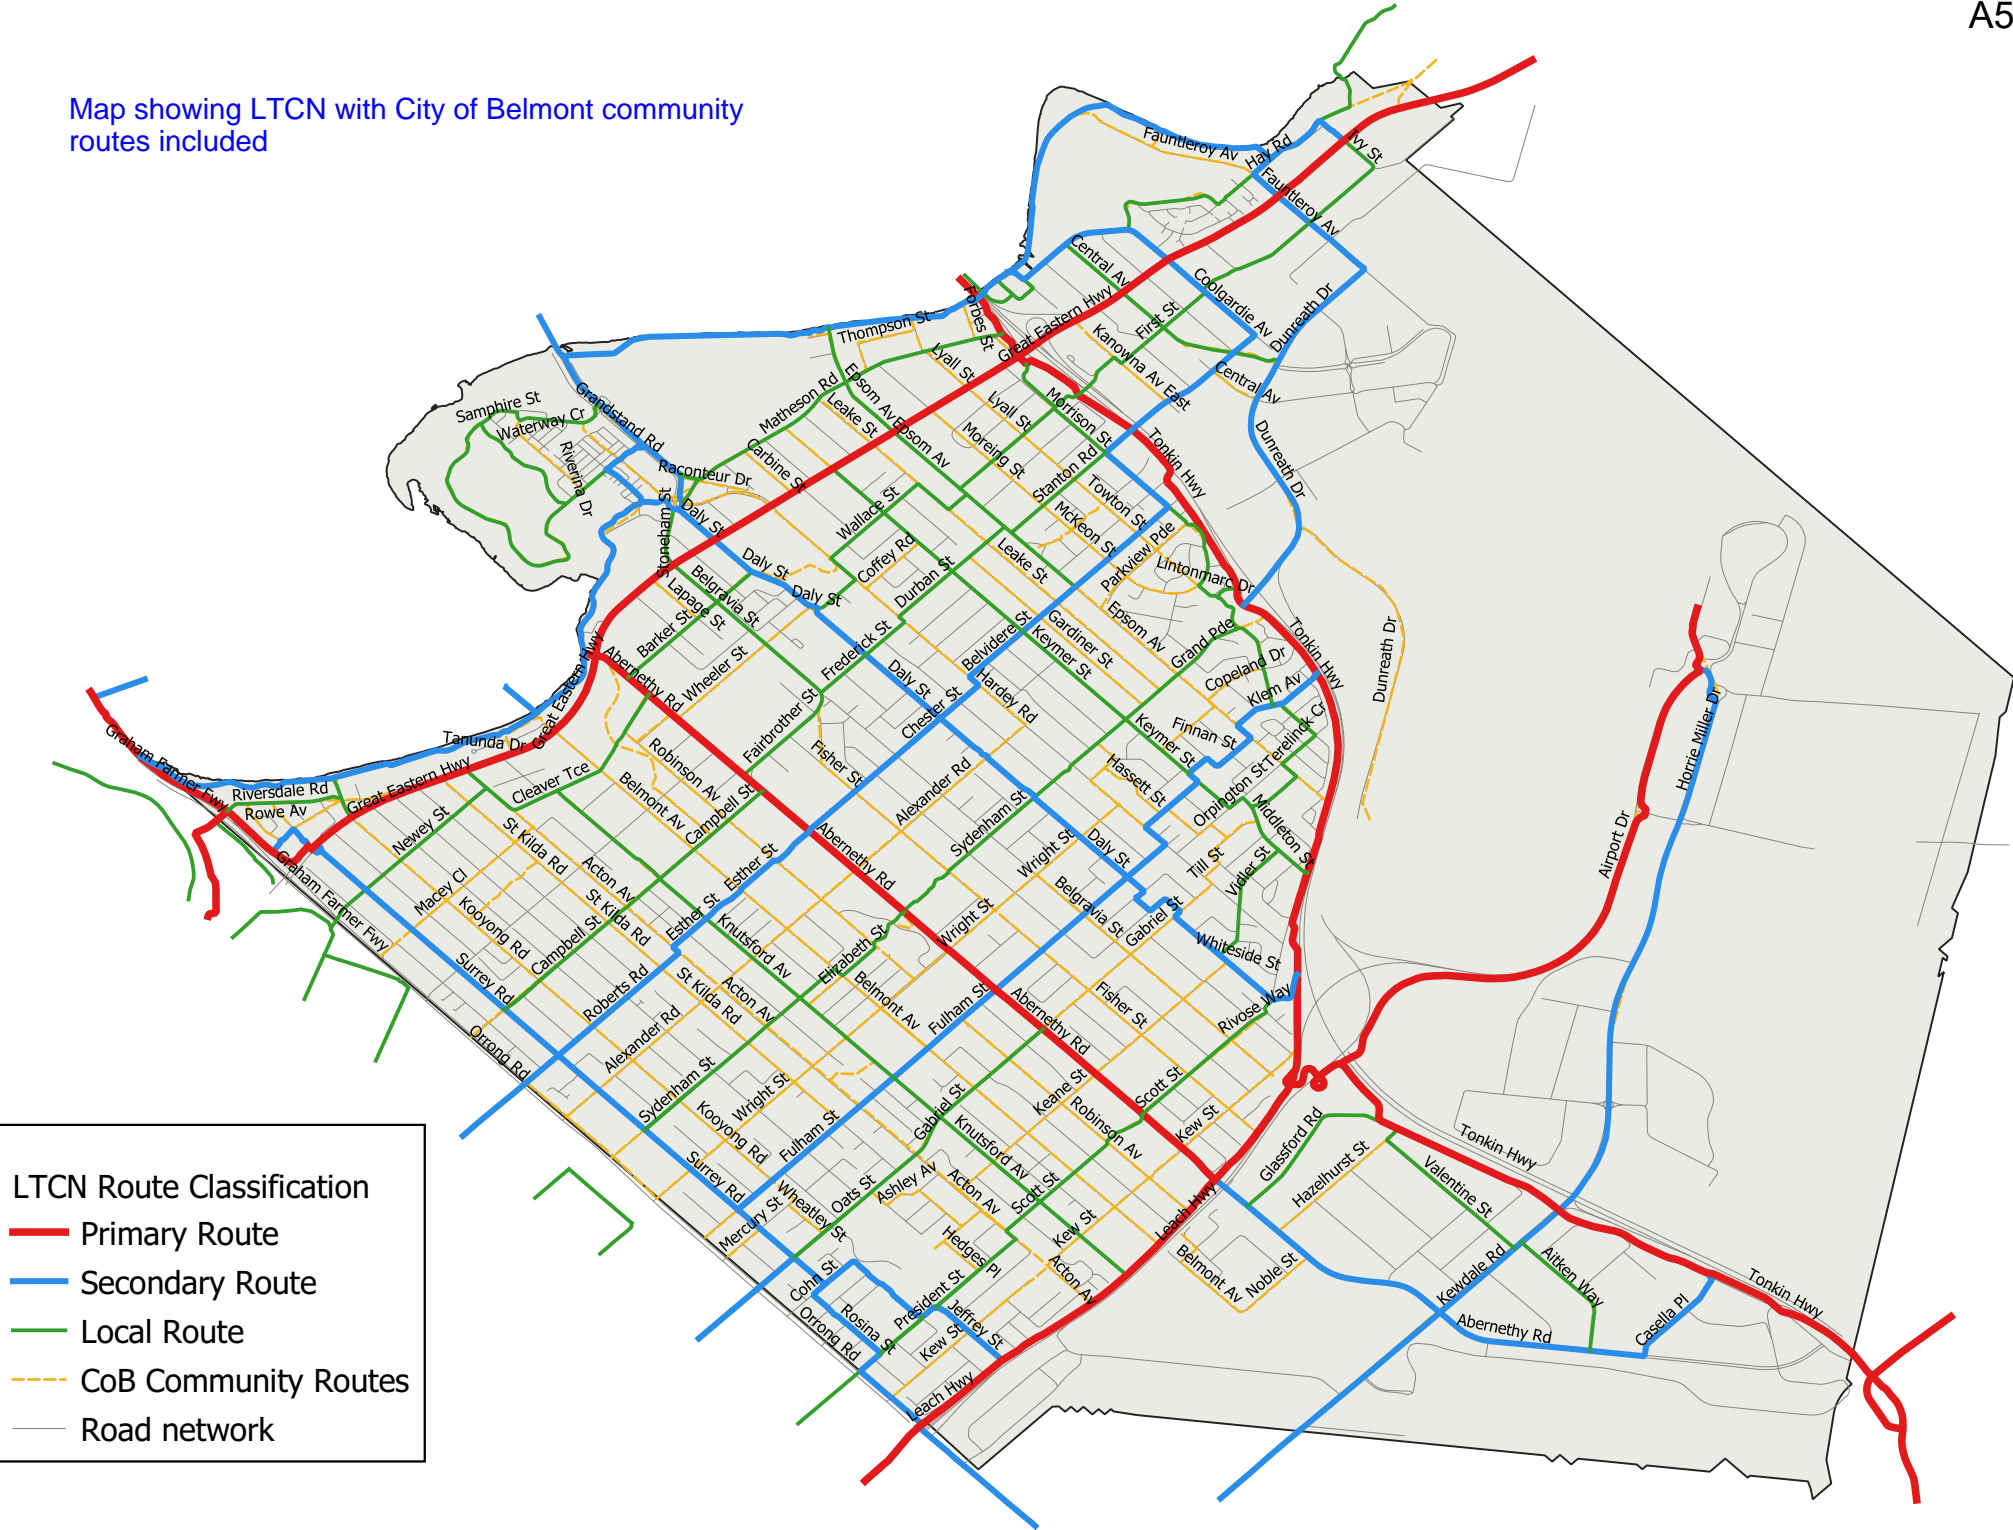 A5
Map showing LTCN with City of Belmont community
routes included
Fauntleroy Av
Hay Rd
Ivy St
Fauntleroy Av
Central Av
Coolgardie Av
Dunreath Dr
Forbes St
Great Eastern Hwy
First St
Thompson St
Kanowna Av East
Lyall St
Central Av
Grandstand Rd
Samphire St
Waterway Cr
Riverina Dr
Matheson Rd
Epsom Av
Leake St
Epsom Av
Lyall St
Morrison St
Moreing St
Carbine St
Raconteur Dr
Stanton Rd
Tonkin Hwy
Dunreath Dr
Stoneham St
Daly St
Wallace St
Towton St
McKeon St
Parkview Pde
Lintonmarc Dr
Daly St
Coffey Rd
Leake St
Belgravia St
Lapage St
Daly St
Durban St
Barker St
Frederick St
Belvidere St
Gardiner St
Keymer St
Epsom Av
Grand Pde
Tonkin Hwy
Dunreath Dr
Copeland Dr
Klem Av
Great Eastern Hwy
Abernethy Rd
Wheeler St
Daly St
Hardey Rd
Chester St
Fairbrother St
Keymer St
Finnan St
Terelinck Cr
Horrie Miller Dr
Graham Farmer Fwy
Tanunda Dr
Robinson Av
Fisher St
Hassett St
Orpington St
Riversdale Rd
Great Eastern Hwy
Cleaver Tce
Belmont Av
Campbell St
Alexander Rd
Rowe Av
Newey St
St Kilda Rd
Esther St
Abernethy Rd
Sydenham St
Wright St
Daly St
Middleton St
Airport Dr
Till St
Vidler St
Graham Farmer Fwy
Macey Cl
Acton Av
St Kilda Rd
Kooyong Rd
Campbell St
Esther St
Knutsford Av
Elizabeth St
Wright St
Belgravia St
Gabriel St
Whiteside St
Surrey Rd
Roberts Rd
St Kilda Rd
Acton Av
Belmont Av
Fulham St
Abernethy Rd
Fisher St
Rivose Way
Orrong Rd
Alexander Rd
Sydenham St
Kooyong Rd
Wright St
Fulham St
Gabriel St
Knutsford Av
Keane St
Robinson Av
Scott St
Kew St
Glassford Rd
Hazelhurst St
Tonkin Hwy
Valentine St
Surrey Rd
Mercury St
Wheatley St
Oats St
Ashley Av
Acton Av
Scott St
Kew St
Leach Hwy
Belmont Av
Noble St
Hedges Pl
Acton Av
Cohn St
Rosina St
Orrong Rd
President St
Jeffrey St
Kew St
Leach Hwy
Kewdale Rd
Aitken Way
Abernethy Rd
Casella Pl
Tonkin Hwy
LTCN Route Classification
Primary Route
Secondary Route
Local Route
CoB Community Routes
Road network